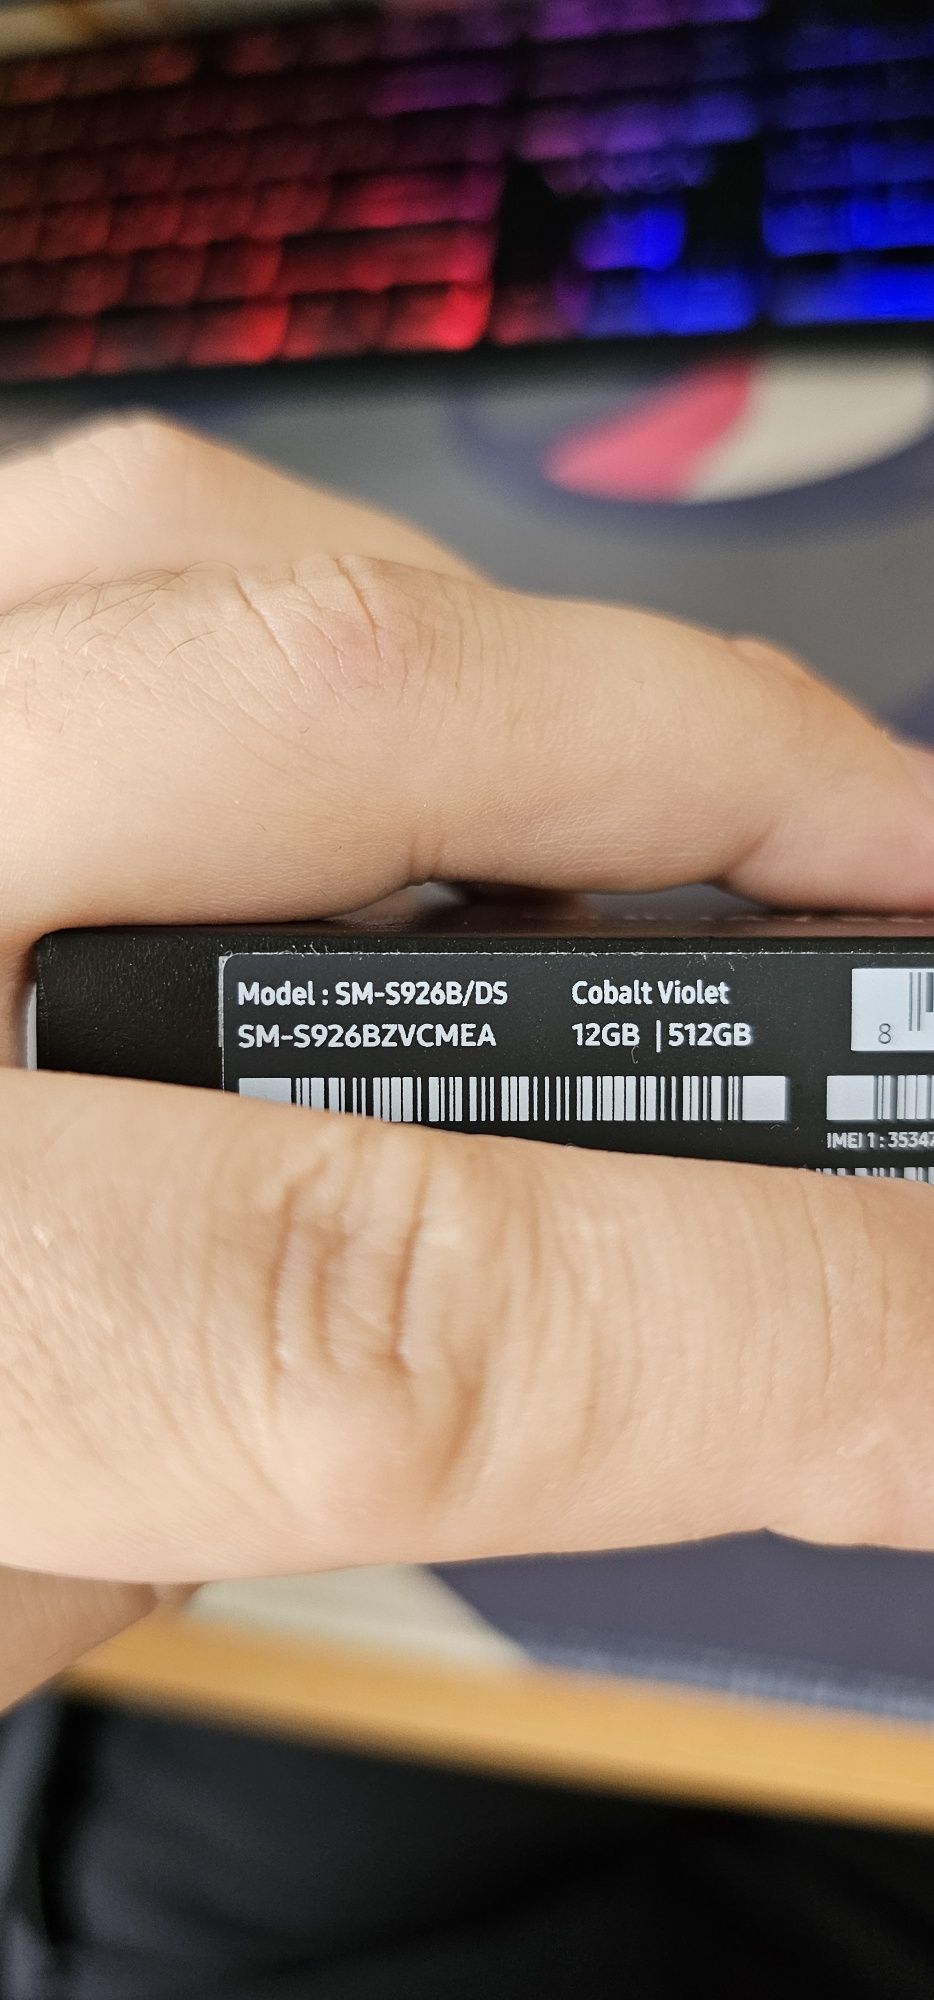 Model : SM-S926B/DS Cobalt Violet
SM-S926BZVCMEA 12GB | 512GB
8
IMEI 1 : 35347